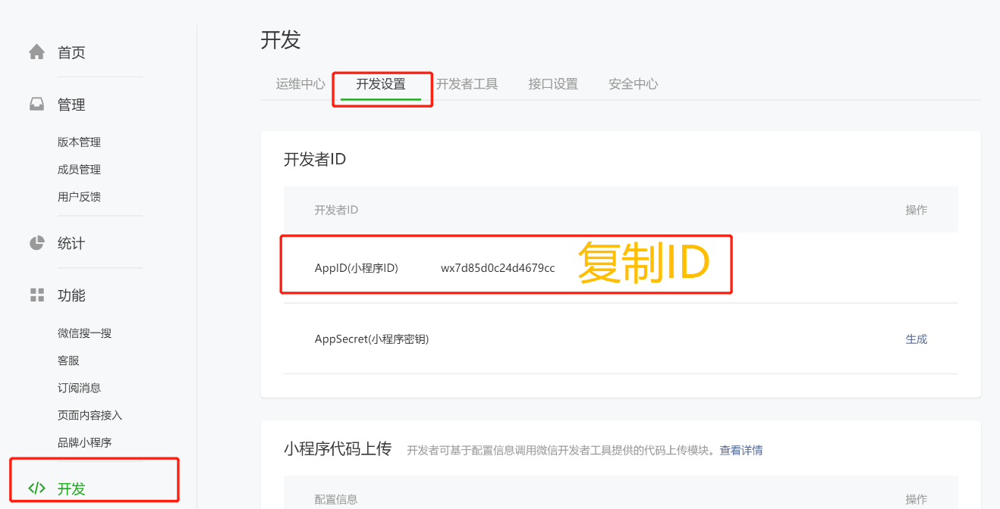 首页
管理
版本管理
成员管理
用户反馈
统计
功能
微信搜一搜
客服
订阅消息
页面内容接入
品牌小程序
</> 开发
开发
运维中心 开发设置 开发者工具 接口设置 安全中心
开发者ID
开发者ID 操作
AppID(小程序ID) wx7d85d0c24d4679cc 复制ID
AppSecret(小程序密钥) 生成
小程序代码上传 开发者可基于配置信息调用微信开发者工具提供的代码上传模块。查看详情
配置信息 操作